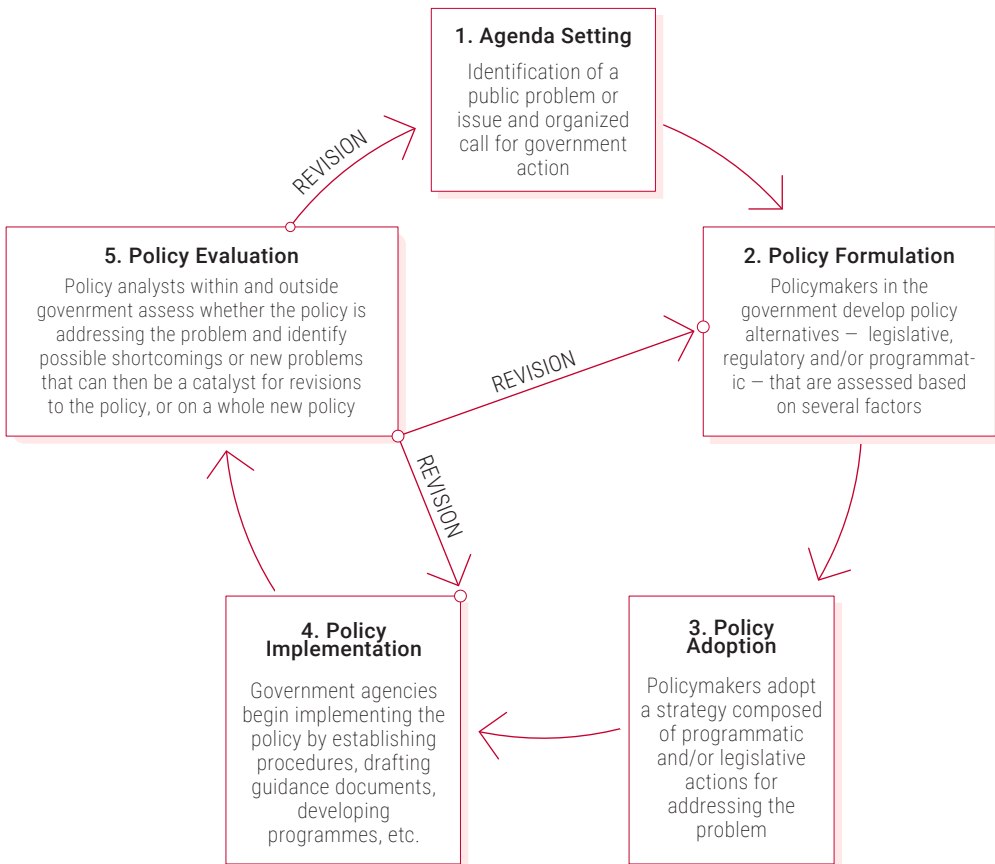 1. Agenda Setting
Identification of a
public problem or
issue and organized
call for government
action
REVISION
5. Policy Evaluation
Policy analysts within and outside
govenrment assess whether the policy is
addressing the problem and identify
possible shortcomings or new problems
that can then be a catalyst for revisions
to the policy, or on a whole new policy
2. Policy Formulation
Policymakers in the
government develop policy
alternatives — legislative,
regulatory and/or programmat-
ic — that are assessed based
on several factors
REVISION
REVISION
4. Policy
Implementation
Government agencies
begin implementing the
policy by establishing
procedures, drafting
guidance documents,
developing
programmes, etc.
3. Policy
Adoption
Policymakers adopt
a strategy composed
of programmatic
and/or legislative
actions for
addressing the
problem